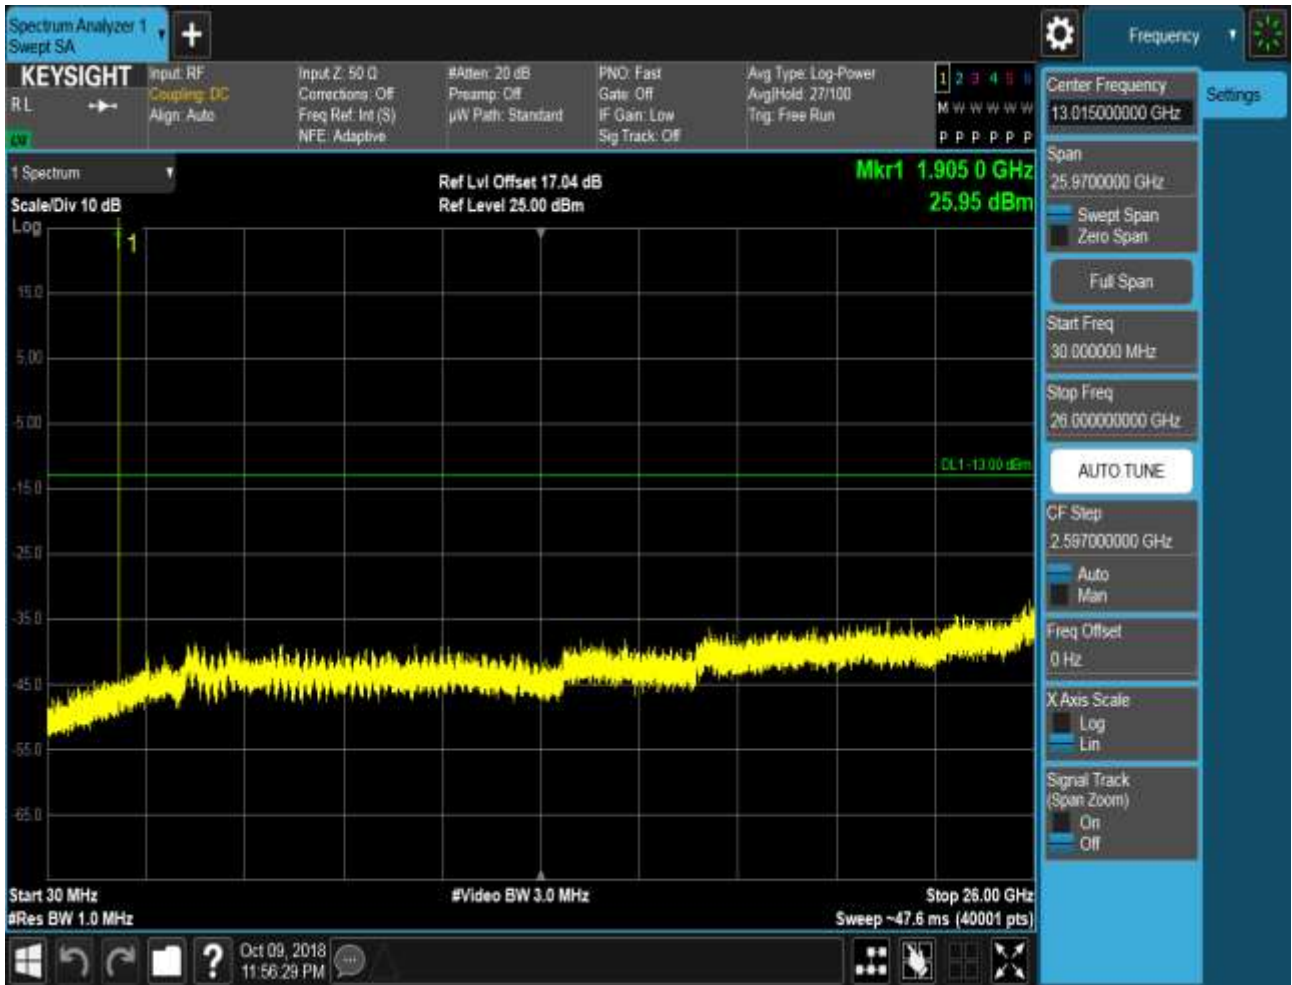 Spectrum Analyzer 1
Swept SA
+
Frequency
KEYSIGHT
RL
Input: RF
Coupling: DC
Align: Auto
Input Z: 50 Ω
Corrections: Off
Freq Ref: Int (S)
NFE: Adaptive
#Atten: 20 dB
Preamp: Off
µW Path: Standard
PNO: Fast
Gate: Off
IF Gain: Low
Sig Track: Off
Avg Type: Log-Power
Avg|Hold: 27/100
Trig: Free Run
1 2 3 4 5 6
M W W W W W
P P P P P P
1 Spectrum
Scale/Div 10 dB
Log
Ref Lvl Offset 17.04 dB
Ref Level 25.00 dBm
Mkr1 1.905 0 GHz
25.95 dBm
1
15.0
5.00
-5.00
DL1 -13.00 dBm
-15.0
-25.0
-35.0
-45.0
-55.0
-65.0
Start 30 MHz
#Res BW 1.0 MHz
#Video BW 3.0 MHz
Stop 26.00 GHz
Sweep ~47.6 ms (40001 pts)
Center Frequency
13.015000000 GHz
Settings
Span
25.9700000 GHz
Swept Span
Zero Span
Full Span
Start Freq
30.000000 MHz
Stop Freq
26.000000000 GHz
AUTO TUNE
CF Step
2.597000000 GHz
Auto
Man
Freq Offset
0 Hz
X Axis Scale
Log
Lin
Signal Track
(Span Zoom)
On
Off
?
Oct 09, 2018
11:56:29 PM